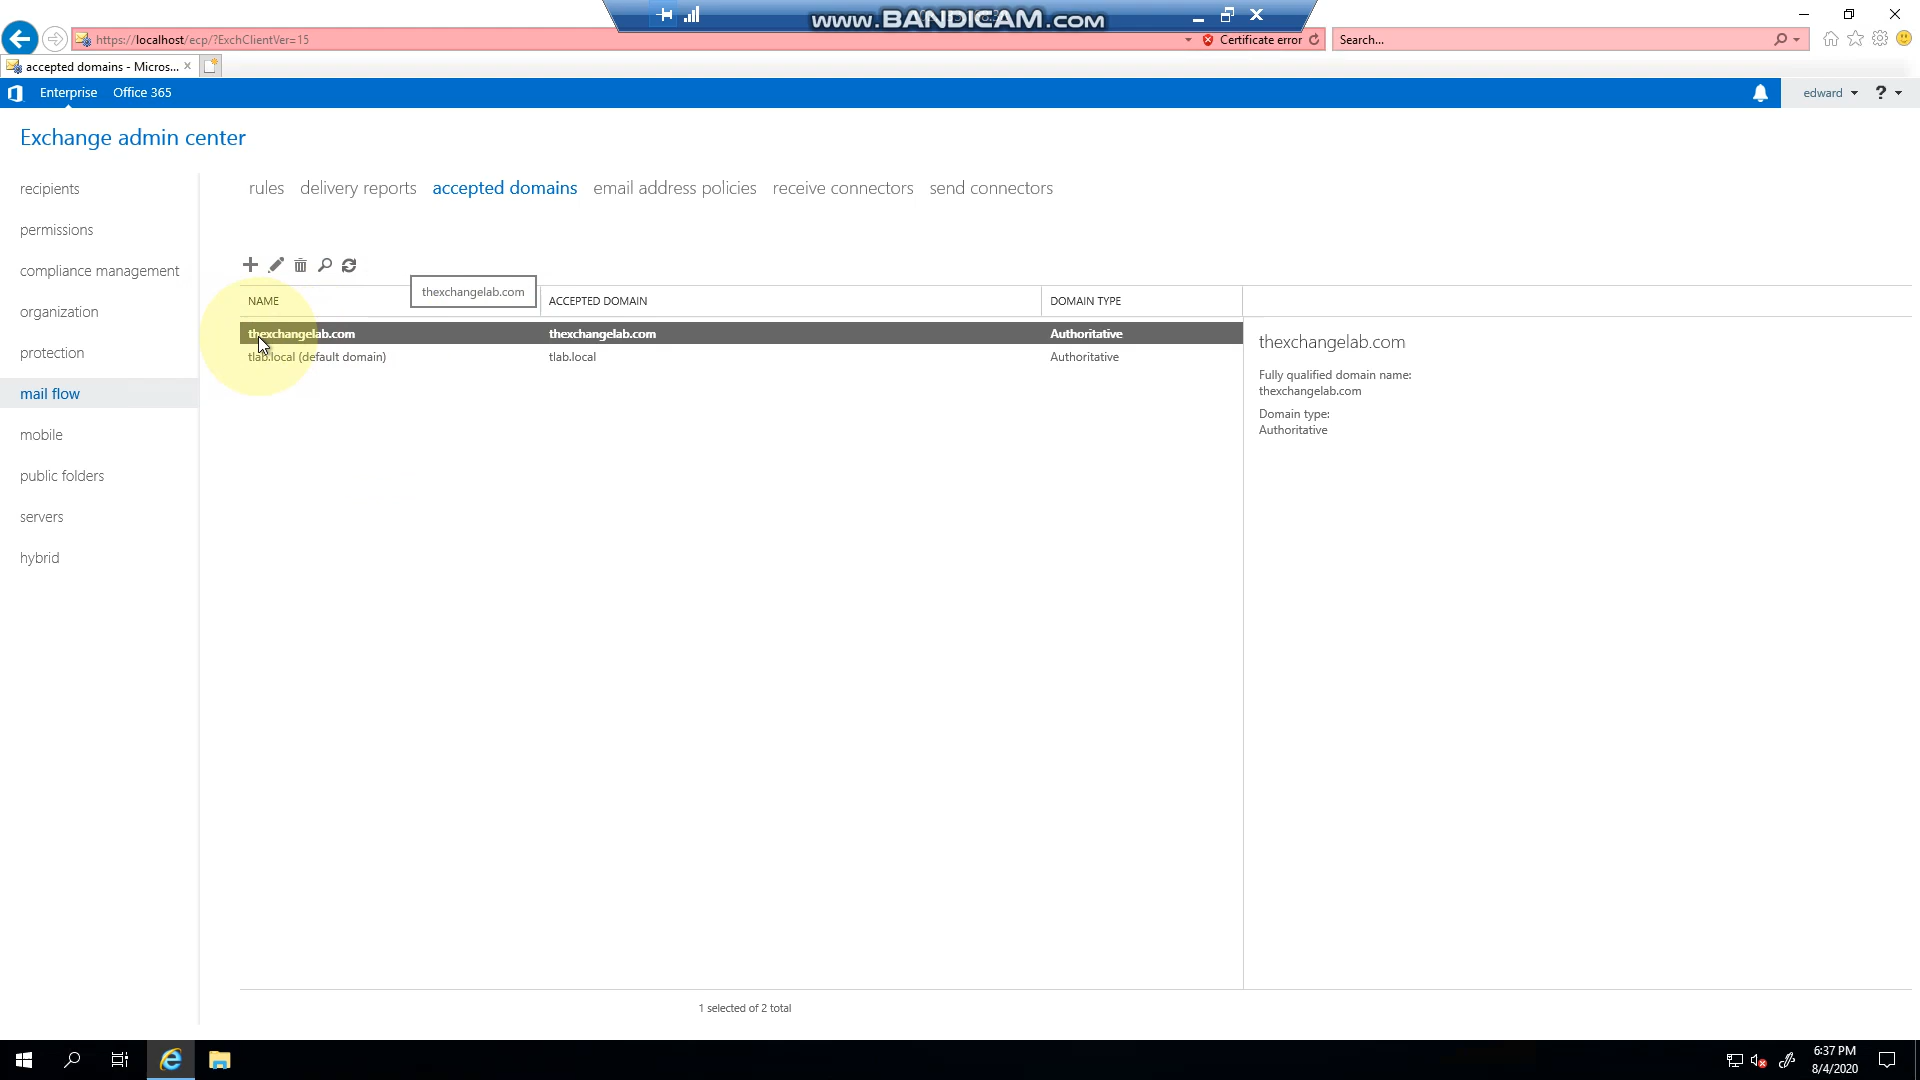 www.BANDICAM.com
https://localhost/ecp/?ExchClientVer=15
Certificate error
Search...
accepted domains - Micros...
Enterprise
Office 365
edward
?
Exchange admin center
recipients
permissions
compliance management
organization
protection
mail flow
mobile
public folders
servers
hybrid
rules
delivery reports
accepted domains
email address policies
receive connectors
send connectors
thexchangelab.com
NAME
ACCEPTED DOMAIN
DOMAIN TYPE
thexchangelab.com
thexchangelab.com
Authoritative
tlab.local (default domain)
tlab.local
Authoritative
thexchangelab.com
Fully qualified domain name:
thexchangelab.com
Domain type:
Authoritative
1 selected of 2 total
6:37 PM
8/4/2020